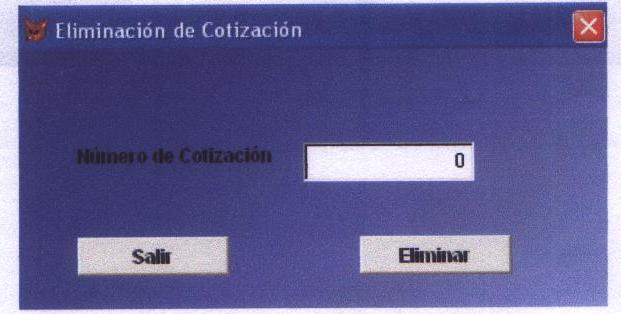 Eliminación de Cotización
Número de Cotización 0
Salir Eliminar